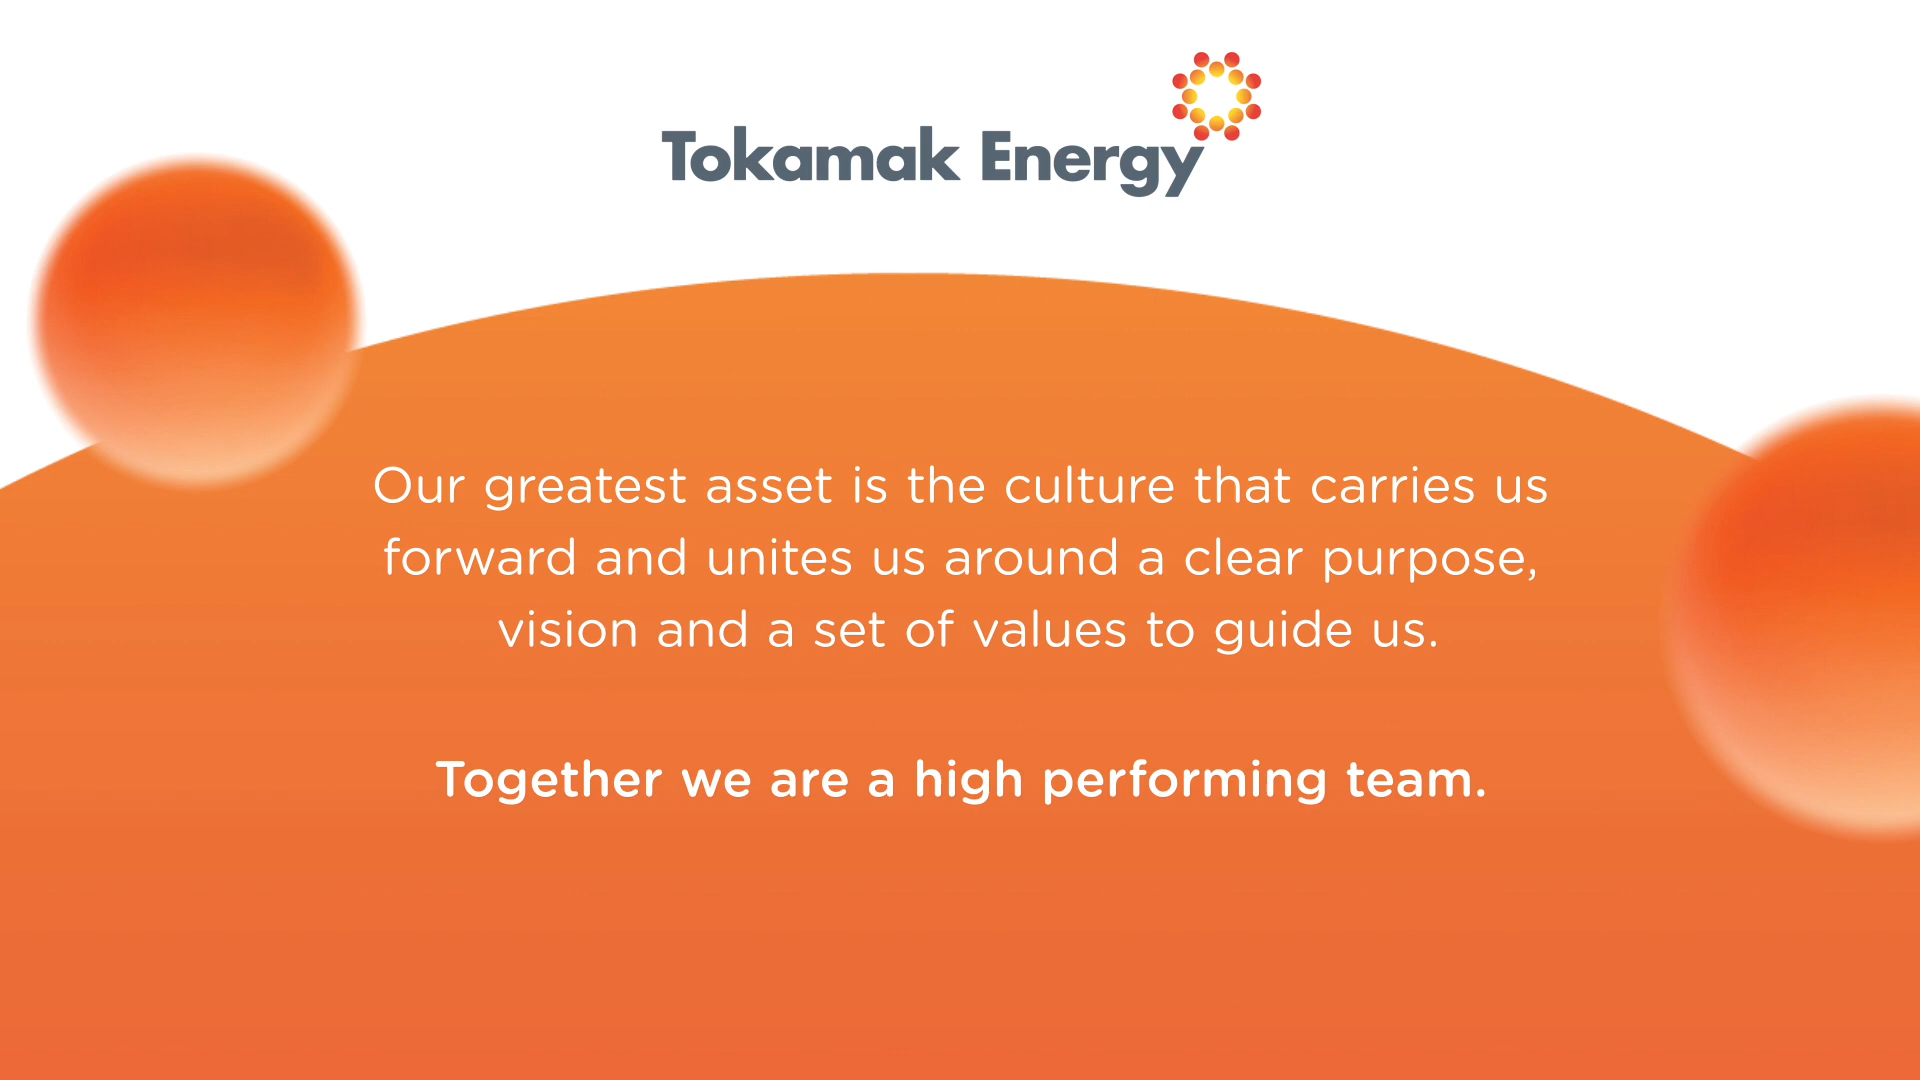 Tokamak Energy
Our greatest asset is the culture that carries us
forward and unites us around a clear purpose,
vision and a set of values to guide us.
Together we are a high performing team.